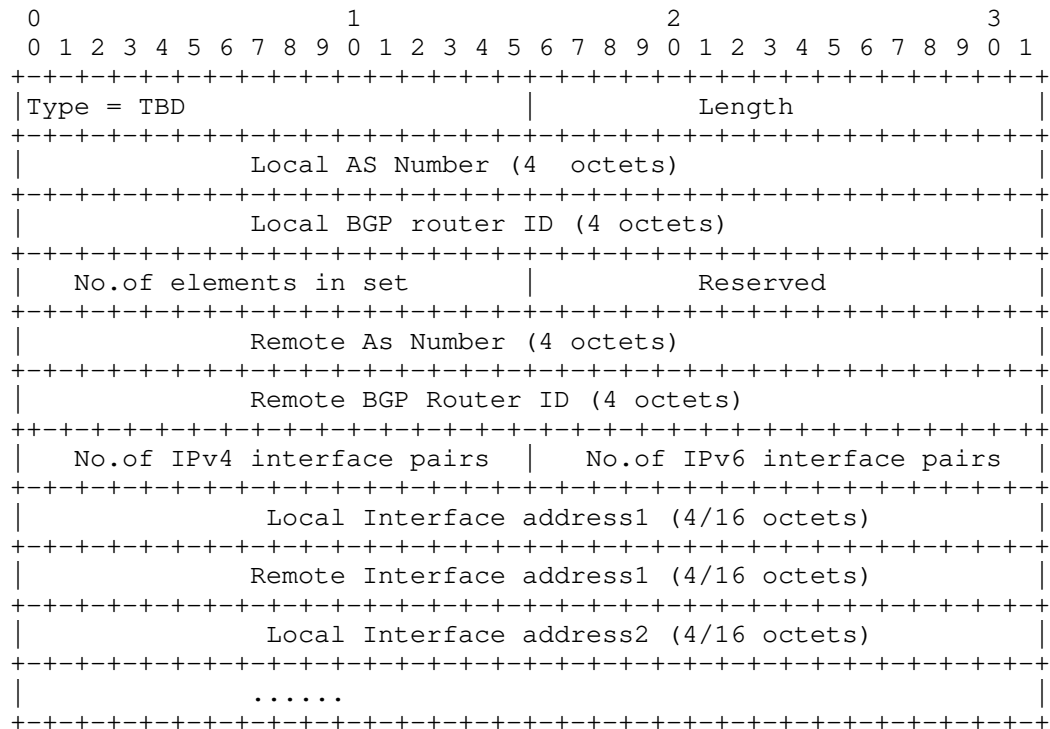 0                   1                   2                   3
0 1 2 3 4 5 6 7 8 9 0 1 2 3 4 5 6 7 8 9 0 1 2 3 4 5 6 7 8 9 0 1
+-+-+-+-+-+-+-+-+-+-+-+-+-+-+-+-+-+-+-+-+-+-+-+-+-+-+-+-+-+-+-+-+
|Type = TBD                     |          Length               |
+-+-+-+-+-+-+-+-+-+-+-+-+-+-+-+-+-+-+-+-+-+-+-+-+-+-+-+-+-+-+-+-+
|              Local AS Number (4  octets)                      |
+-+-+-+-+-+-+-+-+-+-+-+-+-+-+-+-+-+-+-+-+-+-+-+-+-+-+-+-+-+-+-+-+
|              Local BGP router ID (4 octets)                   |
+-+-+-+-+-+-+-+-+-+-+-+-+-+-+-+-+-+-+-+-+-+-+-+-+-+-+-+-+-+-+-+-+
|   No.of elements in set       |          Reserved             |
+-+-+-+-+-+-+-+-+-+-+-+-+-+-+-+-+-+-+-+-+-+-+-+-+-+-+-+-+-+-+-+-+
|              Remote As Number (4 octets)                      |
+-+-+-+-+-+-+-+-+-+-+-+-+-+-+-+-+-+-+-+-+-+-+-+-+-+-+-+-+-+-+-+-+
|              Remote BGP Router ID (4 octets)                  |
++-+-+-+-+-+-+-+-+-+-+-+-+-+-+-+-+-+-+-+-+-+-+-+-+-+-+-+-+-+-+-++
|   No.of IPv4 interface pairs  |   No.of IPv6 interface pairs  |
+-+-+-+-+-+-+-+-+-+-+-+-+-+-+-+-+-+-+-+-+-+-+-+-+-+-+-+-+-+-+-+-+
|               Local Interface address1 (4/16 octets)          |
+-+-+-+-+-+-+-+-+-+-+-+-+-+-+-+-+-+-+-+-+-+-+-+-+-+-+-+-+-+-+-+-+
|              Remote Interface address1 (4/16 octets)          |
+-+-+-+-+-+-+-+-+-+-+-+-+-+-+-+-+-+-+-+-+-+-+-+-+-+-+-+-+-+-+-+-+
|               Local Interface address2 (4/16 octets)          |
+-+-+-+-+-+-+-+-+-+-+-+-+-+-+-+-+-+-+-+-+-+-+-+-+-+-+-+-+-+-+-+-+
|              ......                                           |
+-+-+-+-+-+-+-+-+-+-+-+-+-+-+-+-+-+-+-+-+-+-+-+-+-+-+-+-+-+-+-+-+